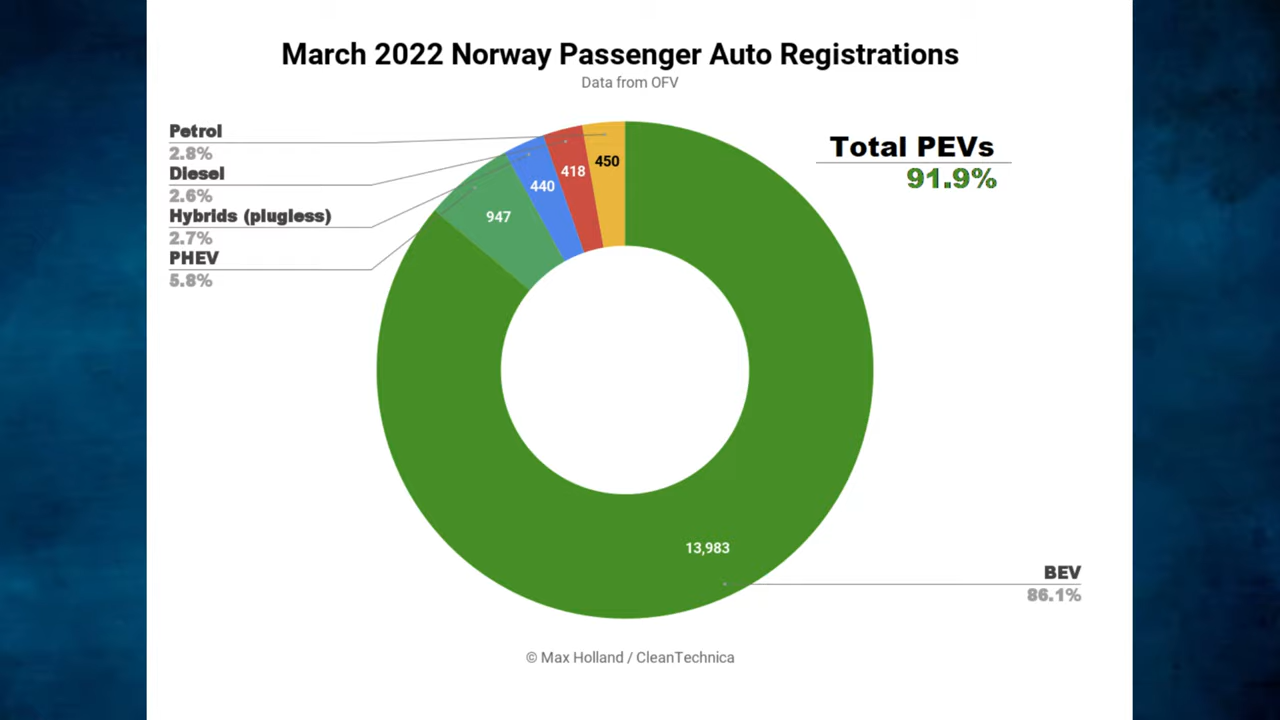 March 2022 Norway Passenger Auto Registrations
Data from OFV
Petrol
2.8%
Diesel
2.6%
Hybrids (plugless)
2.7%
PHEV
5.8%
Total PEVs
91.9%
450
418
440
947
13,983
BEV
86.1%
© Max Holland / CleanTechnica